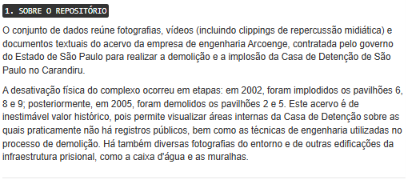 1. SOBRE O REPOSITÓRIO
O conjunto de dados reúne fotografias, vídeos (incluindo clippings de repercussão midiática) e
documentos textuais do acervo da empresa de engenharia Arcoenge, contratada pelo governo
do Estado de São Paulo para realizar a demolição e a implosão da Casa de Detenção de São
Paulo no Carandiru.
A desativação física do complexo ocorreu em etapas: em 2002, foram implodidos os pavilhões 6,
8 e 9; posteriormente, em 2005, foram demolidos os pavilhões 2 e 5. Este acervo é de
inestimável valor histórico, pois permite visualizar áreas internas da Casa de Detenção sobre as
quais praticamente não há registros públicos, bem como as técnicas de engenharia utilizadas no
processo de demolição. Há também diversas fotografias do entorno e de outras edificações da
infraestrutura prisional, como a caixa d'água e as muralhas.